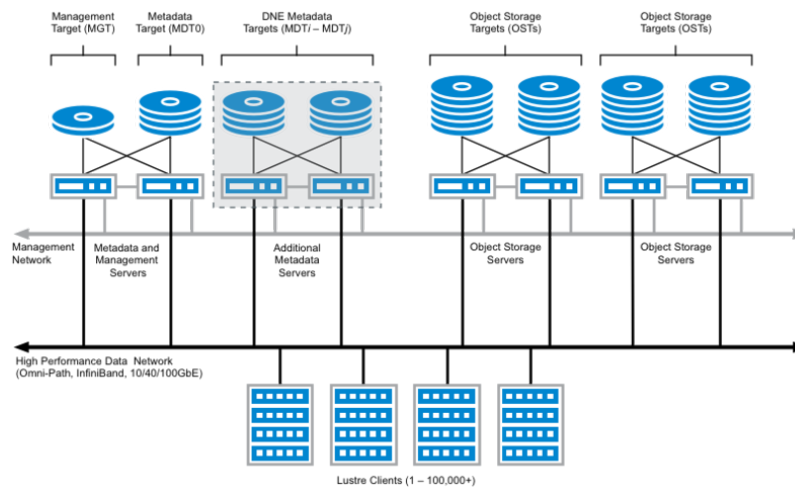 Management
Target (MGT)
Metadata
Target (MDT0)
DNE Metadata
Targets (MDTi – MDTj)
Object Storage
Targets (OSTs)
Object Storage
Targets (OSTs)
Management
Network
Metadata and
Management
Servers
Additional
Metadata
Servers
Object Storage
Servers
Object Storage
Servers
High Performance Data Network
(Omni-Path, InfiniBand, 10/40/100GbE)
Lustre Clients (1 – 100,000+)